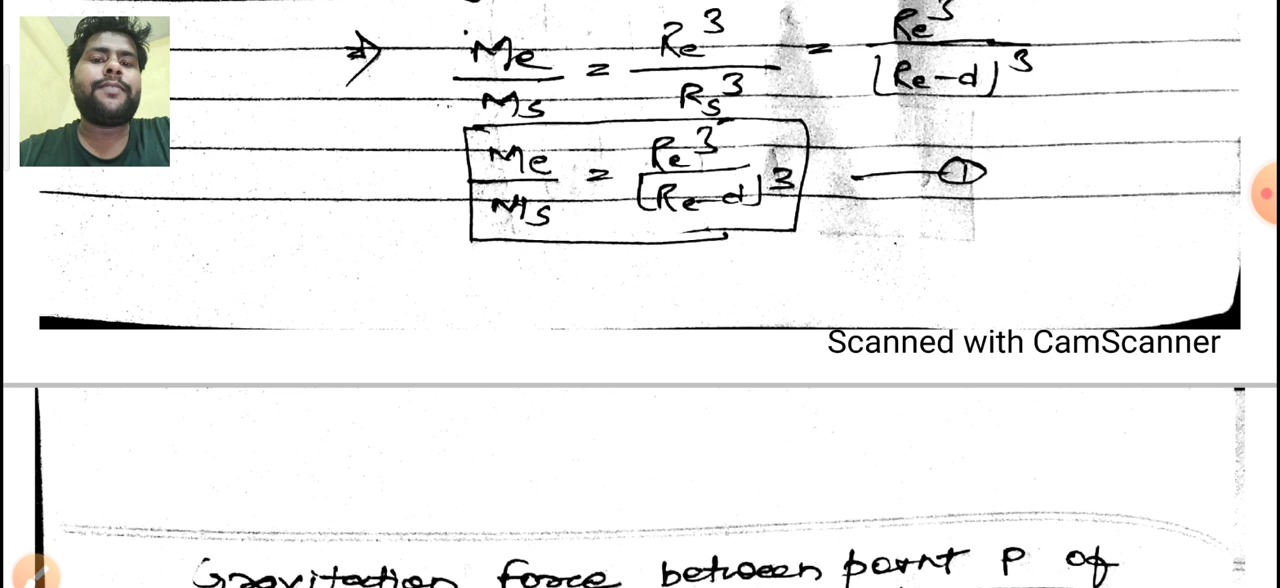 ⇒ Me/Ms = Re³/Rs³ = Re³/(Re-d)³
Me/Ms = Re³/[Re-d]³ —①
Scanned with CamScanner
Gravitation force between point P of